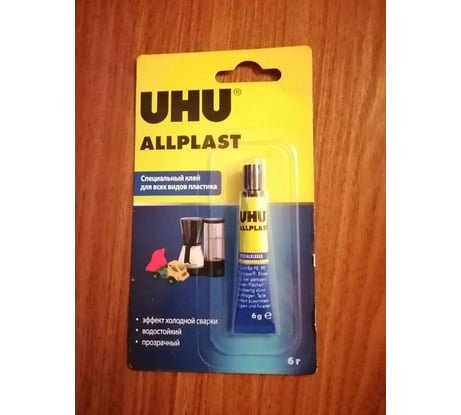 UHU®
ALLPLAST
Специальный клей
для всех видов пластика
UHU
ALLPLAST
6g e
• эффект холодной сварки
• водостойкий
• прозрачный
6 г